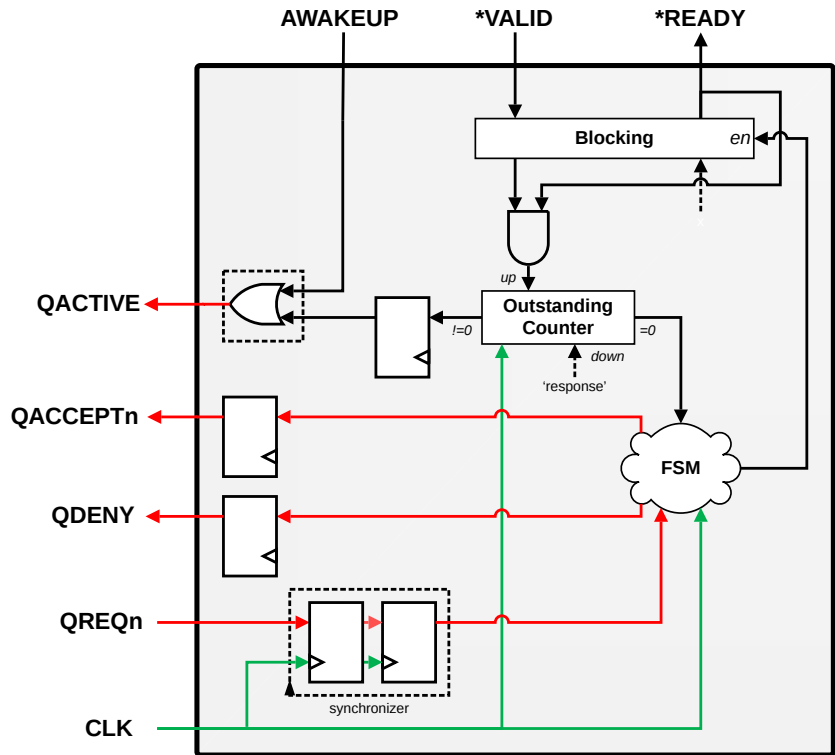 AWAKEUP
*VALID
*READY
Blocking
en
up
QACTIVE
Outstanding
Counter
!=0
=0
down
'response'
QACCEPTn
FSM
QDENY
QREQn
synchronizer
CLK